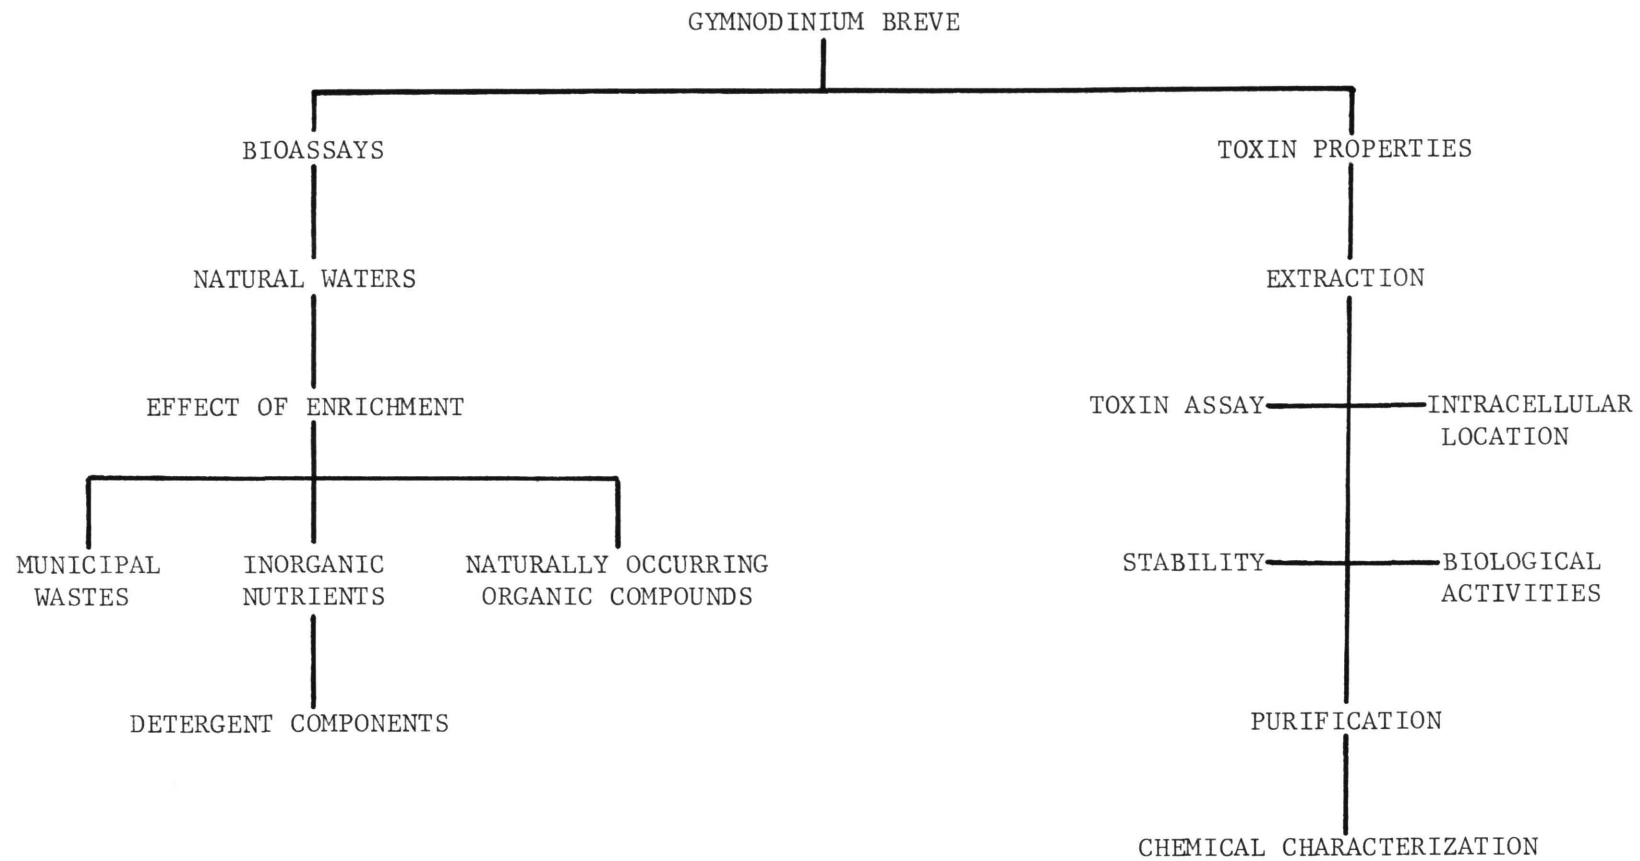 GYMNODINIUM BREVE
BIOASSAYS
TOXIN PROPERTIES
NATURAL WATERS
EXTRACTION
EFFECT OF ENRICHMENT
TOXIN ASSAY
INTRACELLULAR
LOCATION
MUNICIPAL
WASTES
INORGANIC
NUTRIENTS
NATURALLY OCCURRING
ORGANIC COMPOUNDS
STABILITY
BIOLOGICAL
ACTIVITIES
DETERGENT COMPONENTS
PURIFICATION
CHEMICAL CHARACTERIZATION